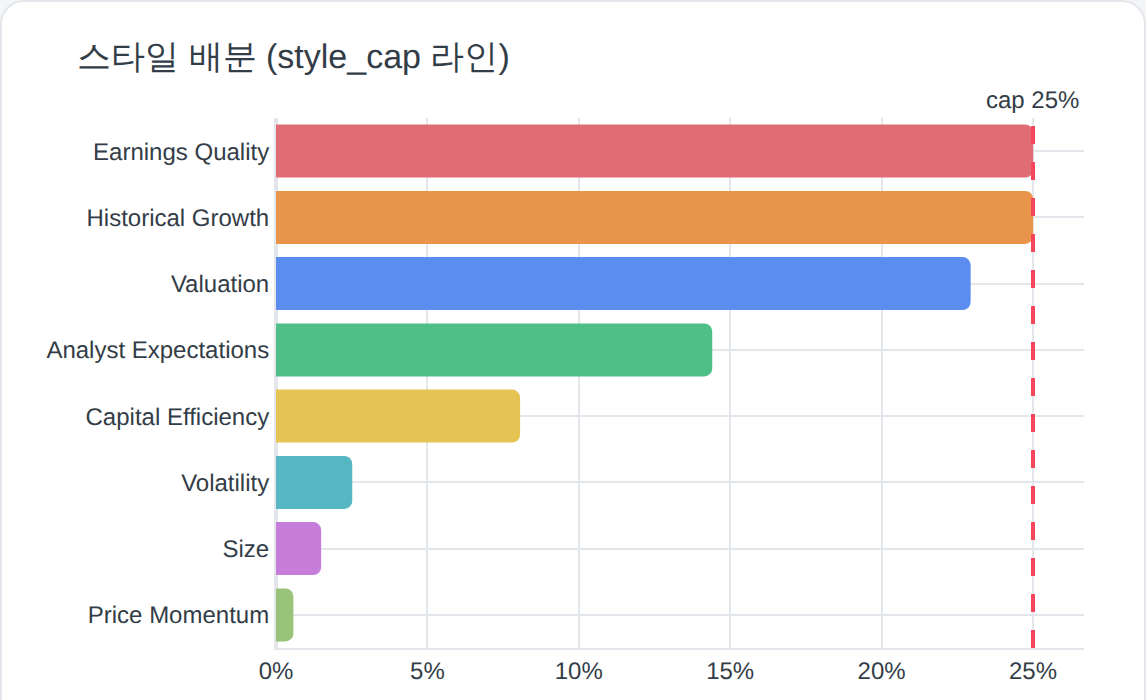 스타일 배분 (style_cap 라인)
cap 25%
Earnings Quality
Historical Growth
Valuation
Analyst Expectations
Capital Efficiency
Volatility
Size
Price Momentum
0% 5% 10% 15% 20% 25%